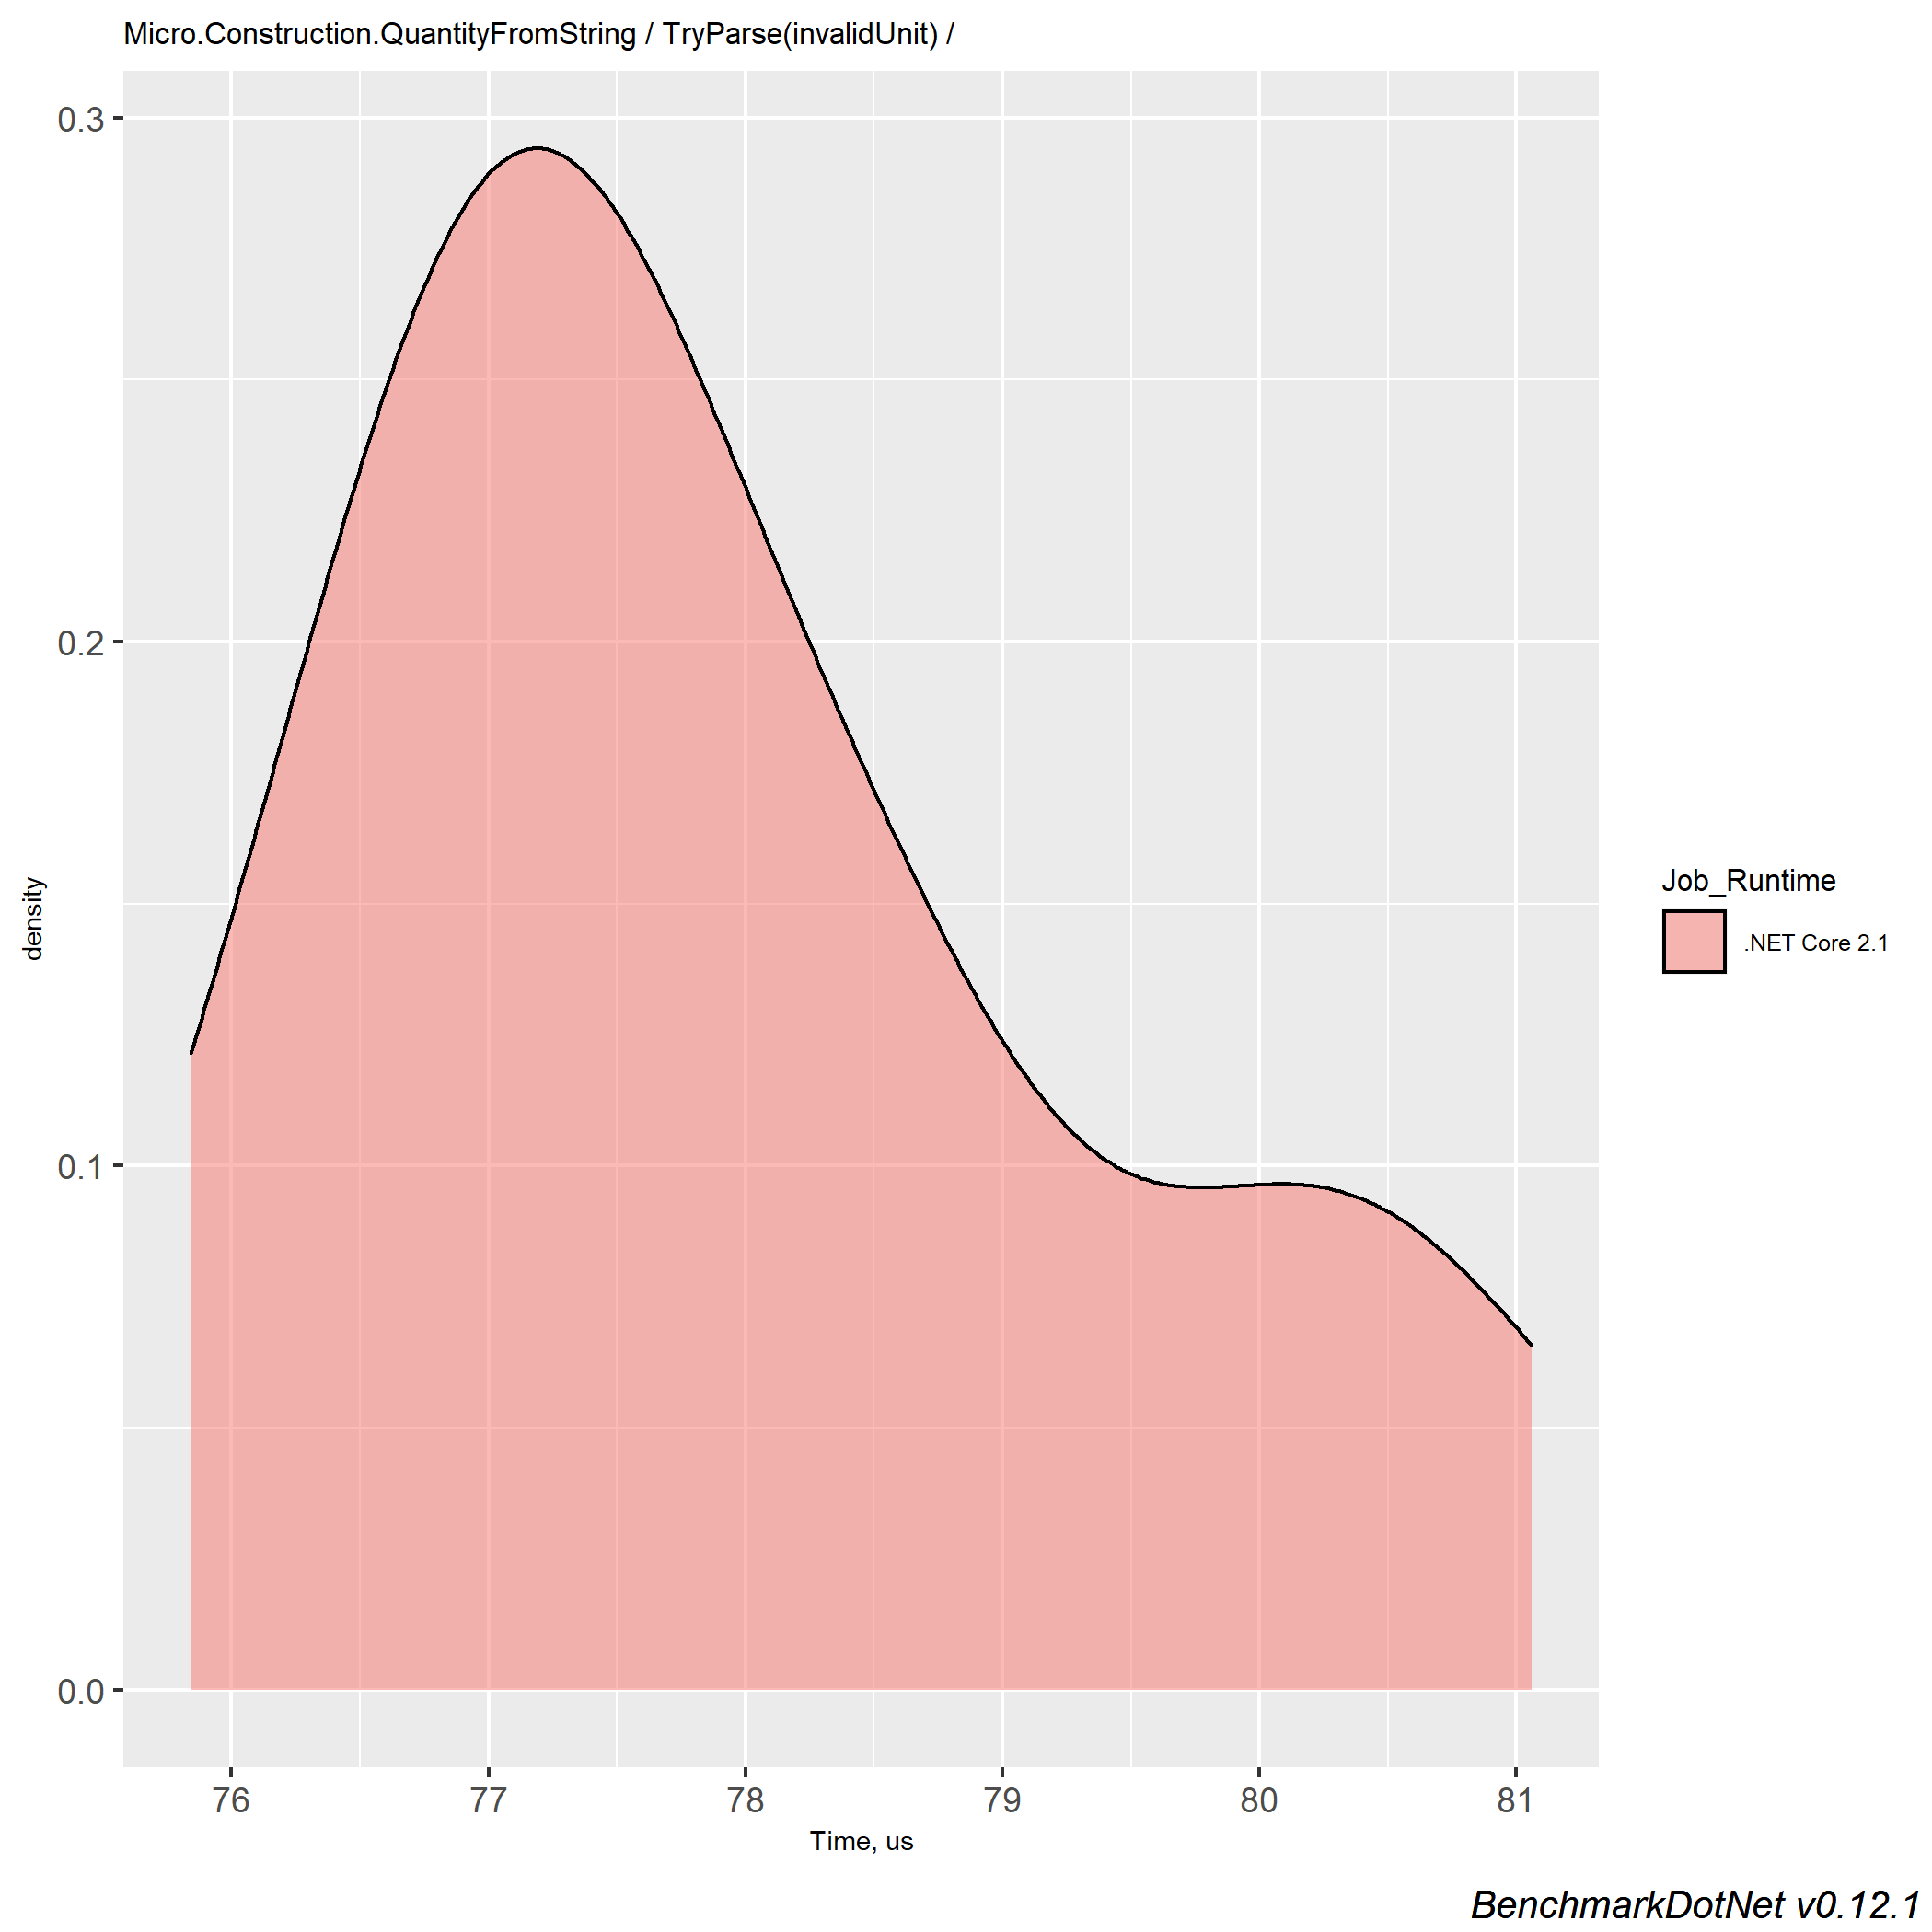 Micro.Construction.QuantityFromString / TryParse(invalidUnit) /
0.3
0.2
0.1
0.0
density
76 77 78 79 80 81
Time, us
Job_Runtime
.NET Core 2.1
BenchmarkDotNet v0.12.1